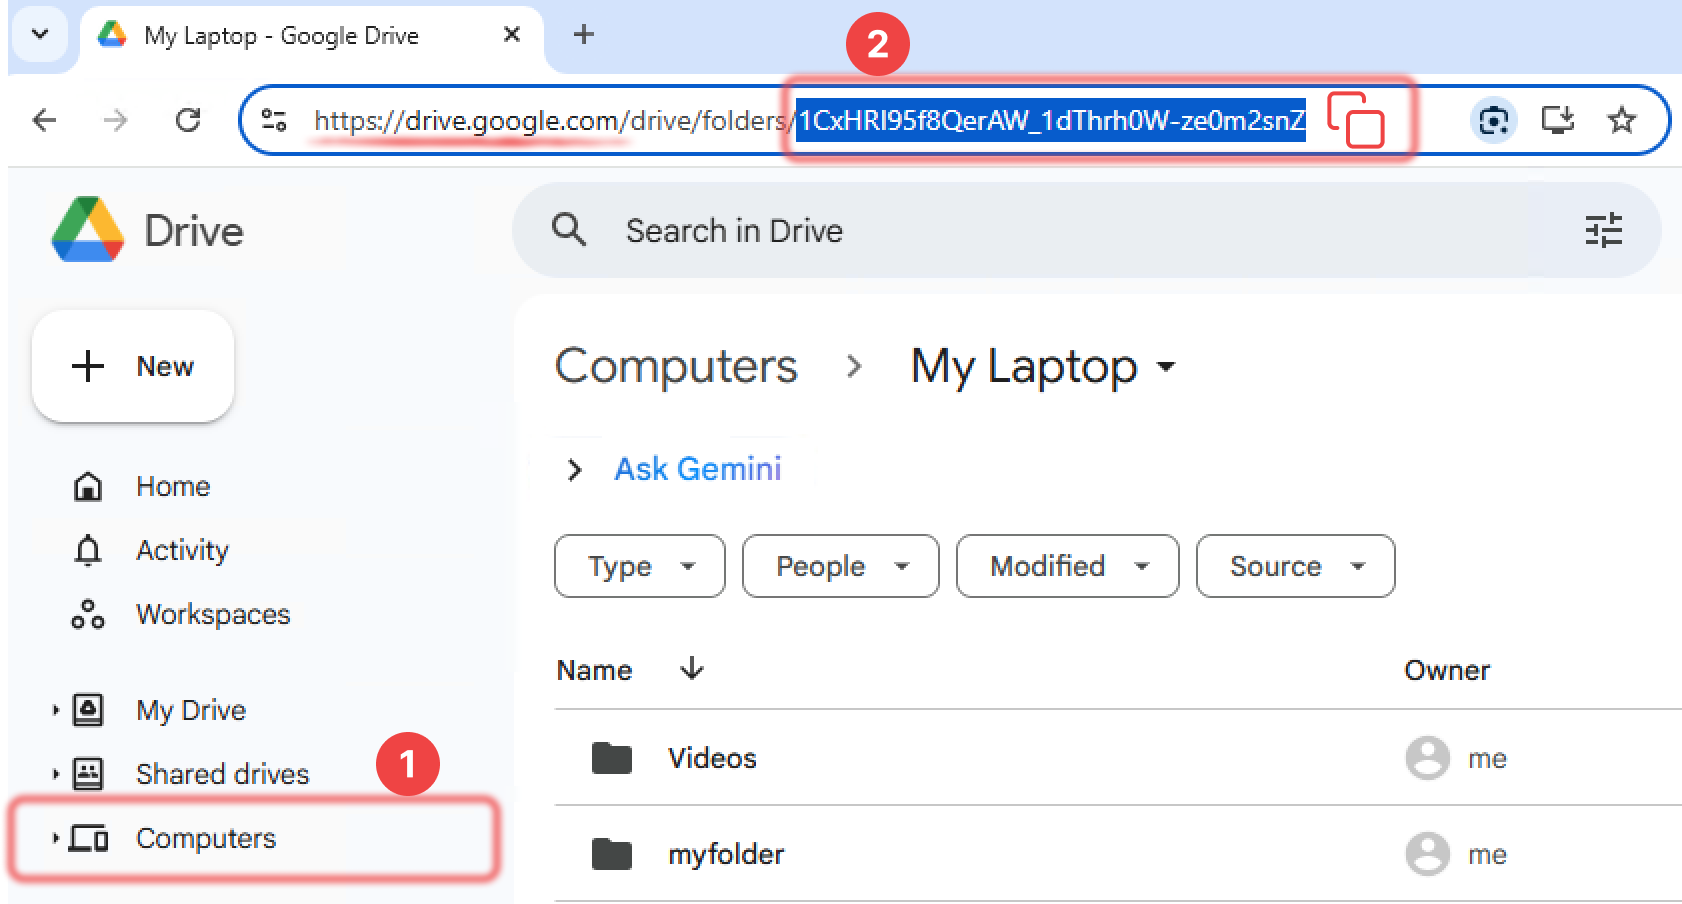 My Laptop - Google Drive
2
https://drive.google.com/drive/folders/1CxHRI95f8QerAW_1dThrh0W-ze0m2snZ
Drive
Search in Drive
New
Computers
My Laptop
Ask Gemini
Home
Activity
Workspaces
My Drive
Shared drives
1
Computers
Type
People
Modified
Source
Name
Owner
Videos
me
myfolder
me